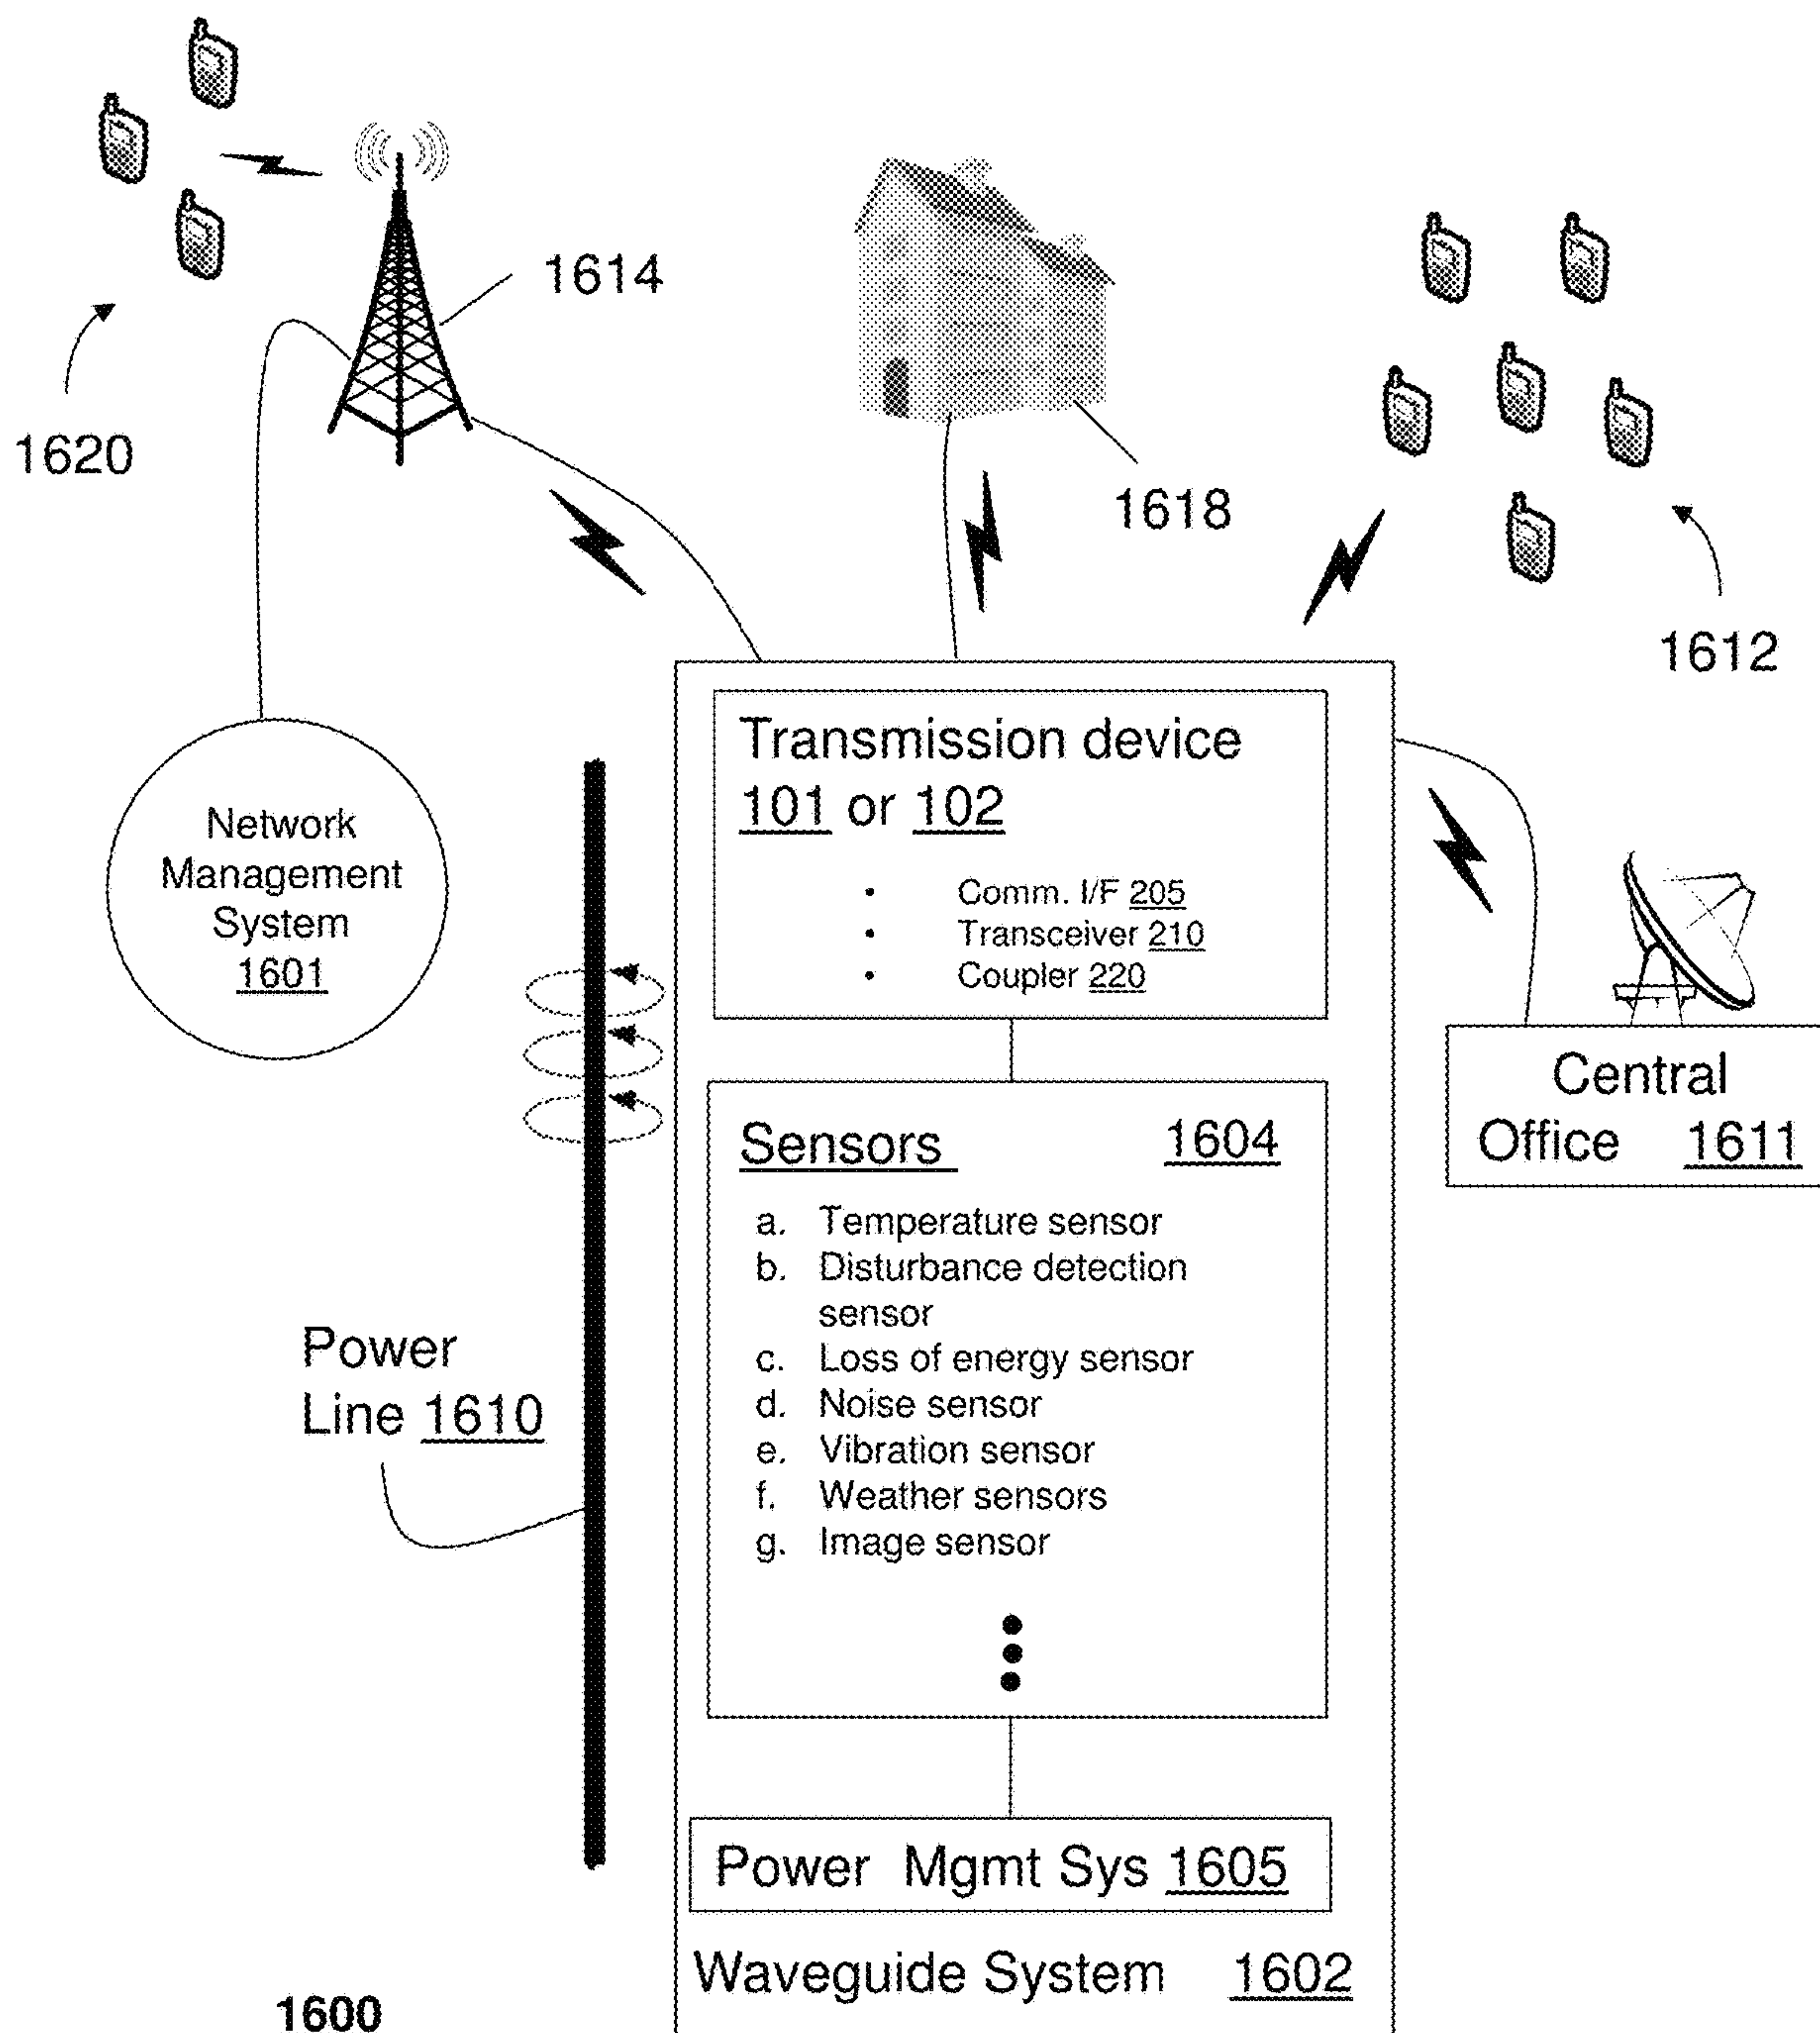 1614
1620
1618
1612
Transmission device
101 or 102
• Comm. I/F 205
• Transceiver 210
• Coupler 220
Network
Management
System
1601
Central
Office 1611
Sensors 1604
a. Temperature sensor
b. Disturbance detection
sensor
c. Loss of energy sensor
d. Noise sensor
e. Vibration sensor
f. Weather sensors
g. Image sensor
Power
Line 1610
Power Mgmt Sys 1605
Waveguide System 1602
1600